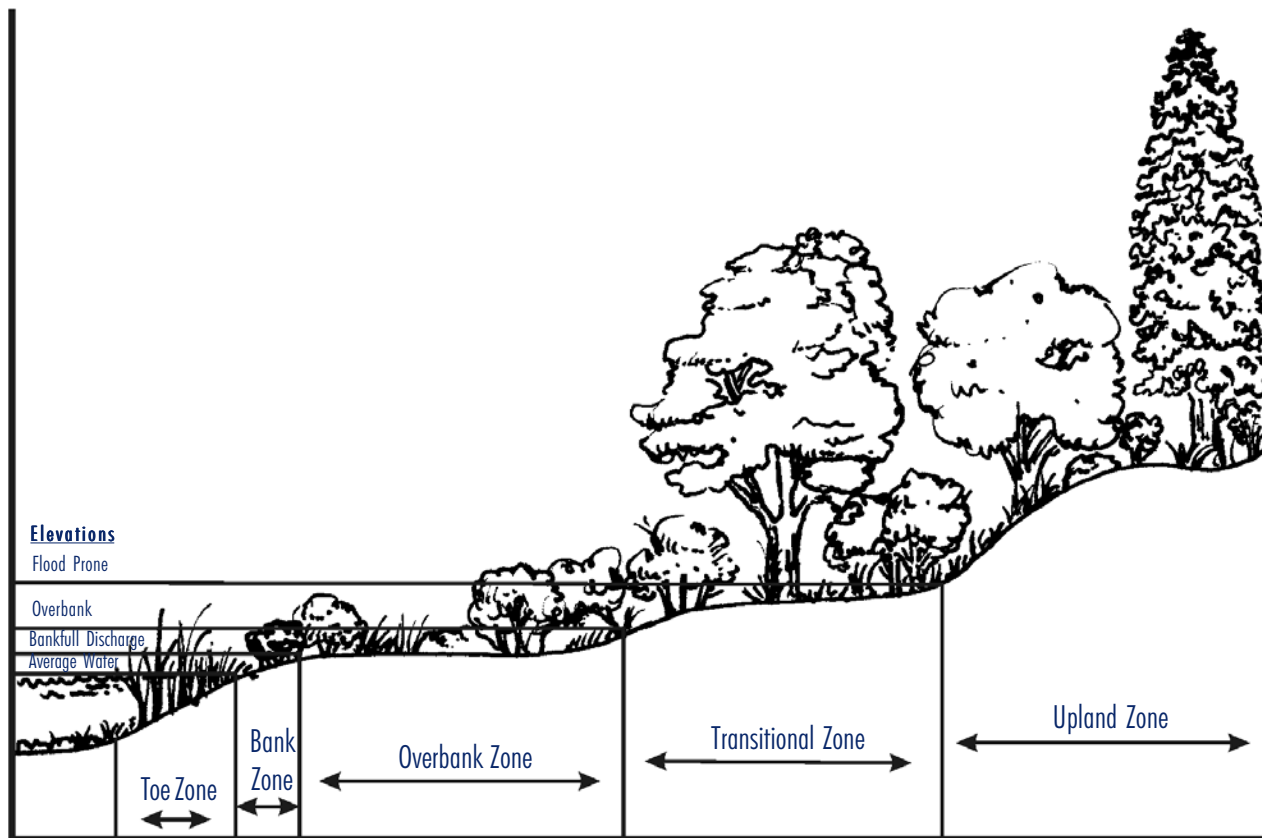 Elevations
Flood Prone
Overbank
Bankfull Discharge
Average Water
Toe Zone
Bank
Zone
Overbank Zone
Transitional Zone
Upland Zone